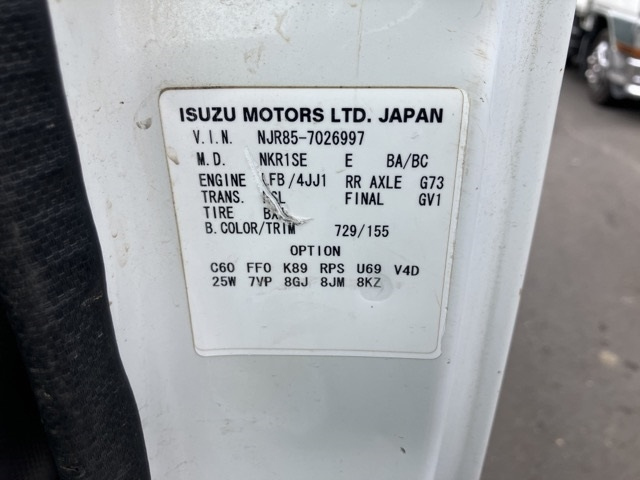 ISUZU MOTORS LTD. JAPAN
V.I.N. NJR85-7026997
M.D. NKR1SE E BA/BC
ENGINE LFB/4JJ1 RR AXLE G73
TRANS. FINAL GV1
TIRE
B.COLOR/TRIM 729/155
OPTION
C60 FF0 K89 RPS U69 V4D
25W 7VP 8GJ 8JM 8KZ